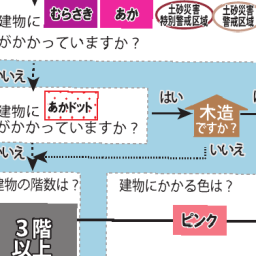 むらさき あか 土砂災害特別警戒区域 土砂災害警戒区域
建物に
がかかっていますか？
いいえ
建物に あかドット
がかかっていますか？
はい
木造ですか？
いいえ
いいえ
建物の階数は？
建物にかかる色は？
3階
以上
ピンク